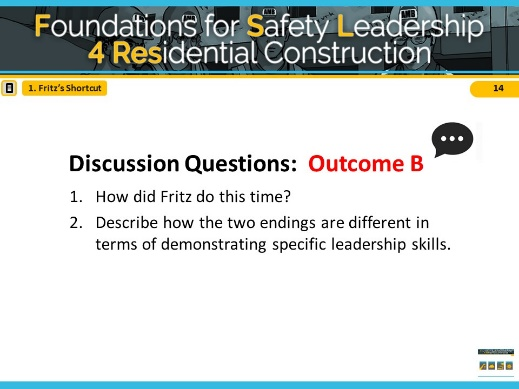 Foundations for Safety Leadership
4 Residential Construction
1. Fritz's Shortcut
14
Discussion Questions: Outcome B
1. How did Fritz do this time?
2. Describe how the two endings are different in
terms of demonstrating specific leadership skills.